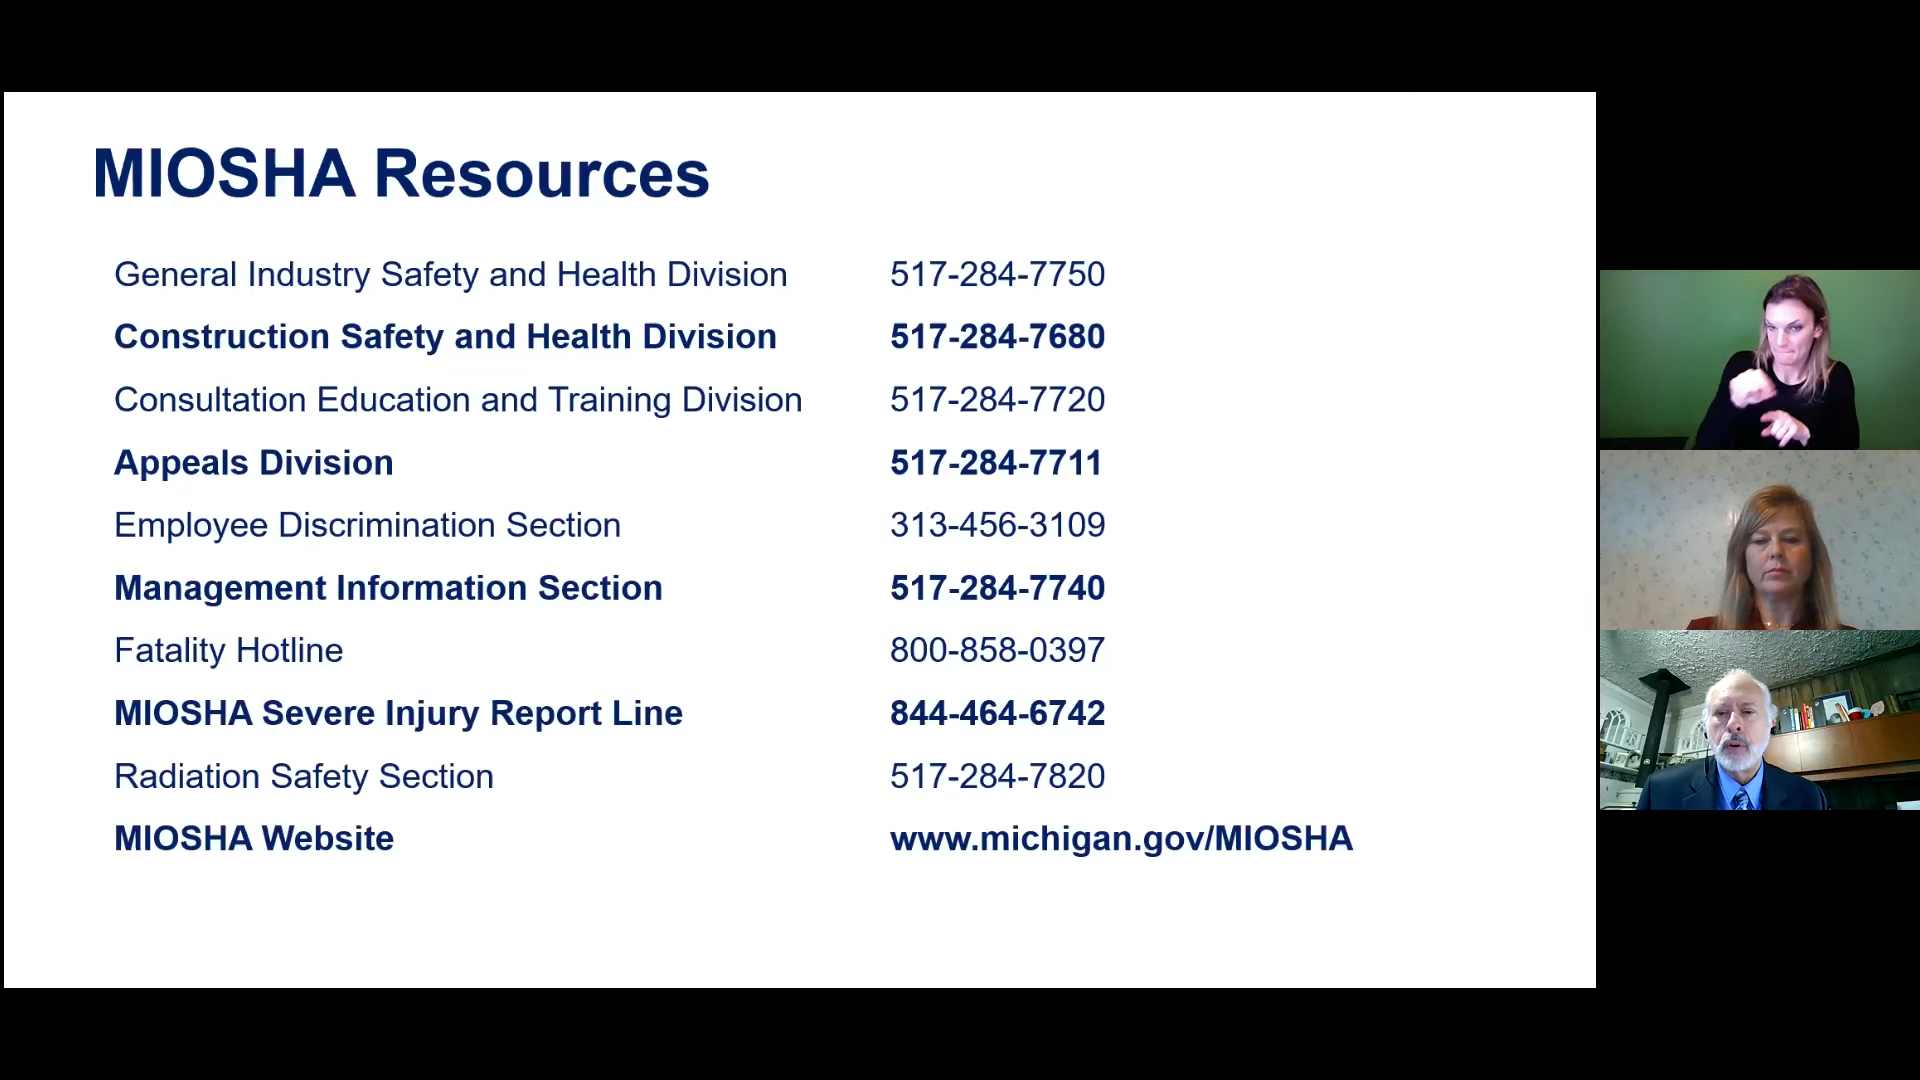 MIOSHA Resources
General Industry Safety and Health Division 517-284-7750
Construction Safety and Health Division 517-284-7680
Consultation Education and Training Division 517-284-7720
Appeals Division 517-284-7711
Employee Discrimination Section 313-456-3109
Management Information Section 517-284-7740
Fatality Hotline 800-858-0397
MIOSHA Severe Injury Report Line 844-464-6742
Radiation Safety Section 517-284-7820
MIOSHA Website www.michigan.gov/MIOSHA